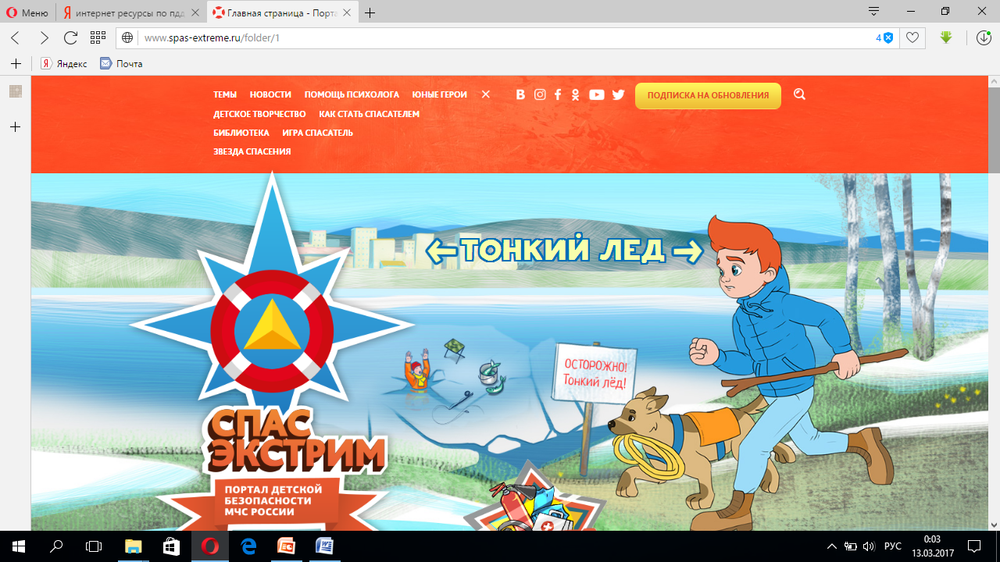 Меню
интернет ресурсы по пдд
Главная страница - Порта
www.spas-extreme.ru/folder/1
4
Яндекс
Почта
ТЕМЫ НОВОСТИ ПОМОЩЬ ПСИХОЛОГА ЮНЫЕ ГЕРОИ
ДЕТСКОЕ ТВОРЧЕСТВО КАК СТАТЬ СПАСАТЕЛЕМ
БИБЛИОТЕКА ИГРА СПАСАТЕЛЬ
ЗВЕЗДА СПАСЕНИЯ
ПОДПИСКА НА ОБНОВЛЕНИЯ
ТОНКИЙ ЛЕД
ОСТОРОЖНО!
Тонкий лёд!
СПАС
ЭКСТРИМ
ПОРТАЛ ДЕТСКОЙ
БЕЗОПАСНОСТИ
МЧС РОССИИ
РУС
0:03
13.03.2017